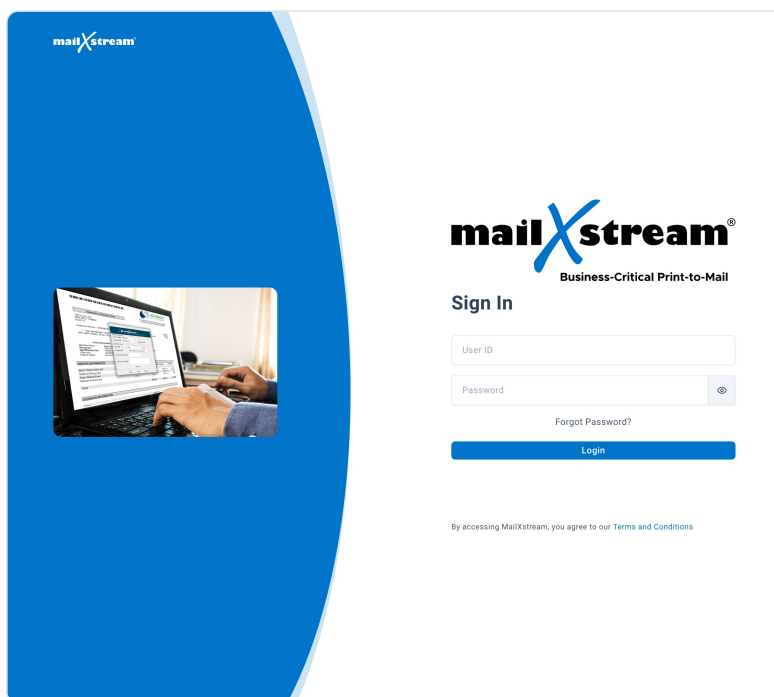 mailXstream
mailXstream®
Business-Critical Print-to-Mail
Sign In
User ID
Password
Forgot Password?
Login
By accessing MailXstream, you agree to our Terms and Conditions